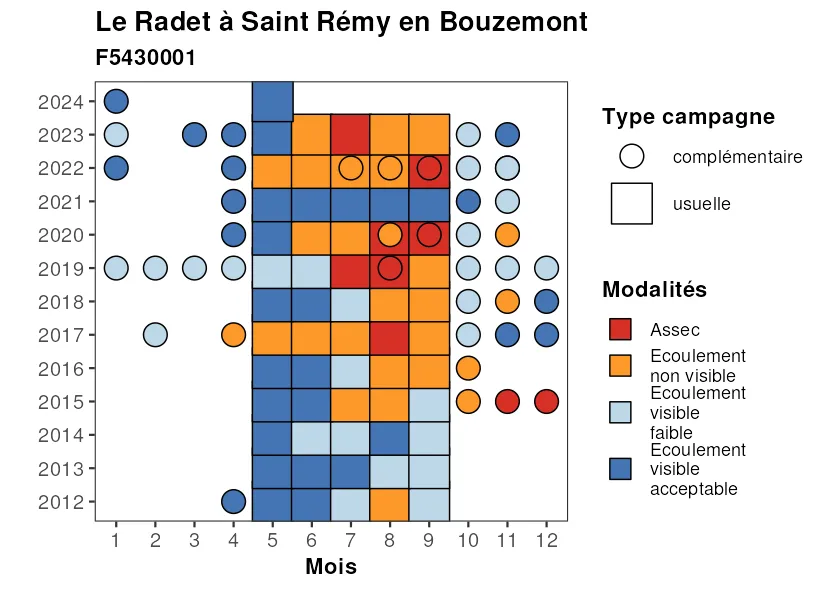 Le Radet à Saint Rémy en Bouzemont
F5430001
2024
2023
2022
2021
2020
2019
2018
2017
2016
2015
2014
2013
2012
1 2 3 4 5 6 7 8 9 10 11 12
Mois
Type campagne
complémentaire
usuelle
Modalités
Assec
Ecoulement
non visible
Ecoulement
visible
faible
Ecoulement
visible
acceptable